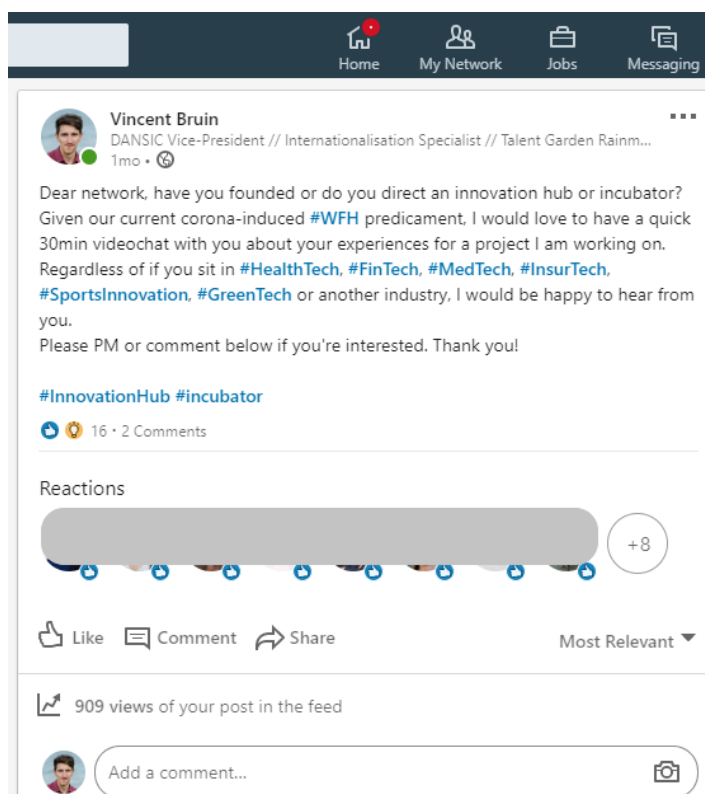 Home
My Network
Jobs
Messaging
Vincent Bruin
DANSIC Vice-President // Internationalisation Specialist // Talent Garden Rainm...
1mo •
Dear network, have you founded or do you direct an innovation hub or incubator?
Given our current corona-induced #WFH predicament, I would love to have a quick
30min videochat with you about your experiences for a project I am working on.
Regardless of if you sit in #HealthTech, #FinTech, #MedTech, #InsurTech,
#SportsInnovation, #GreenTech or another industry, I would be happy to hear from
you.
Please PM or comment below if you're interested. Thank you!
#InnovationHub #incubator
16 • 2 Comments
Reactions
+8
Like
Comment
Share
Most Relevant
909 views of your post in the feed
Add a comment...